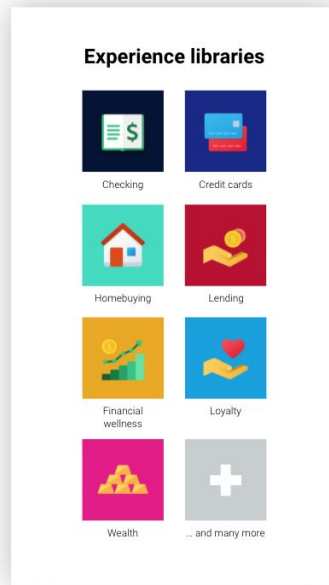 Experience libraries
$
Checking
Credit cards
Homebuying
Lending
Financial
wellness
Loyalty
Wealth
... and many more